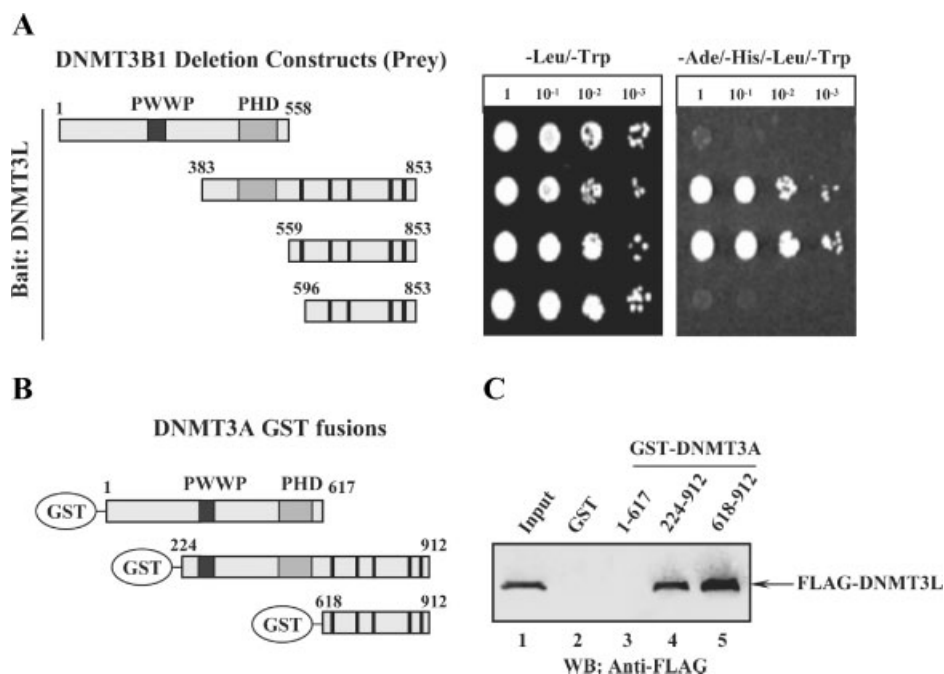 A
DNMT3B1 Deletion Constructs (Prey)
-Leu/-Trp
-Ade/-His/-Leu/-Trp
1 10⁻¹ 10⁻² 10⁻³
1 10⁻¹ 10⁻² 10⁻³
Bait: DNMT3L
1 PWWP PHD 558
383 853
559 853
596 853
B
DNMT3A GST fusions
GST 1 PWWP PHD 617
GST 224 912
GST 618 912
C
GST-DNMT3A
Input GST 1-617 224-912 618-912
FLAG-DNMT3L
1 2 3 4 5
WB: Anti-FLAG